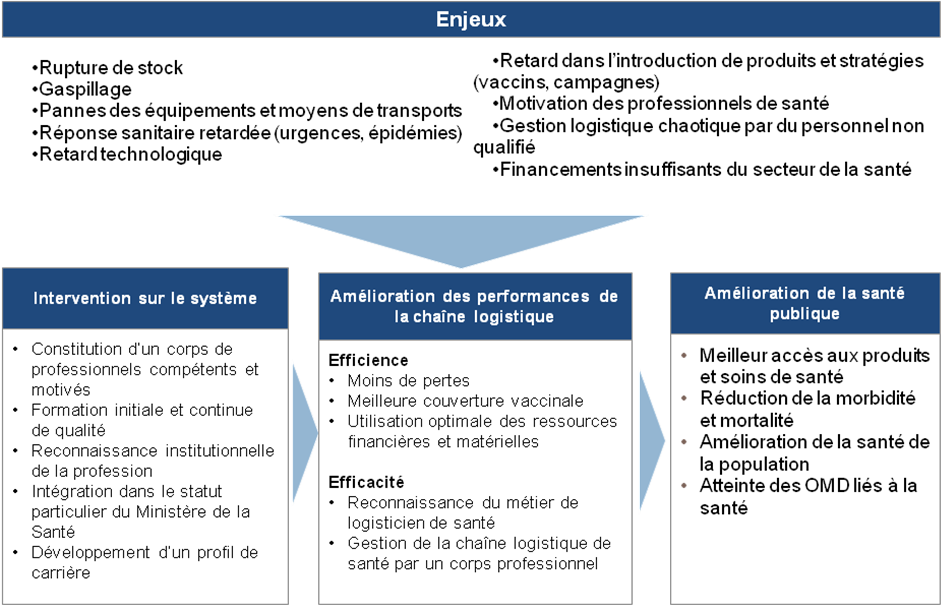 Enjeux
•Rupture de stock
•Gaspillage
•Pannes des équipements et moyens de transports
•Réponse sanitaire retardée (urgences, épidémies)
•Retard technologique
•Retard dans l'introduction de produits et stratégies
(vaccins, campagnes)
•Motivation des professionnels de santé
•Gestion logistique chaotique par du personnel non
qualifié
•Financements insuffisants du secteur de la santé
Intervention sur le système
• Constitution d'un corps de
professionnels compétents et
motivés
• Formation initiale et continue
de qualité
• Reconnaissance institutionnelle
de la profession
• Intégration dans le statut
particulier du Ministère de la
Santé
• Développement d'un profil de
carrière
Amélioration des performances de
la chaîne logistique
Efficience
• Moins de pertes
• Meilleure couverture vaccinale
• Utilisation optimale des ressources
financières et matérielles
Efficacité
• Reconnaissance du métier de
logisticien de santé
• Gestion de la chaîne logistique de
santé par un corps professionnel
Amélioration de la santé
publique
• Meilleur accès aux produits
et soins de santé
• Réduction de la morbidité
et mortalité
• Amélioration de la santé de
la population
• Atteinte des OMD liés à la
santé